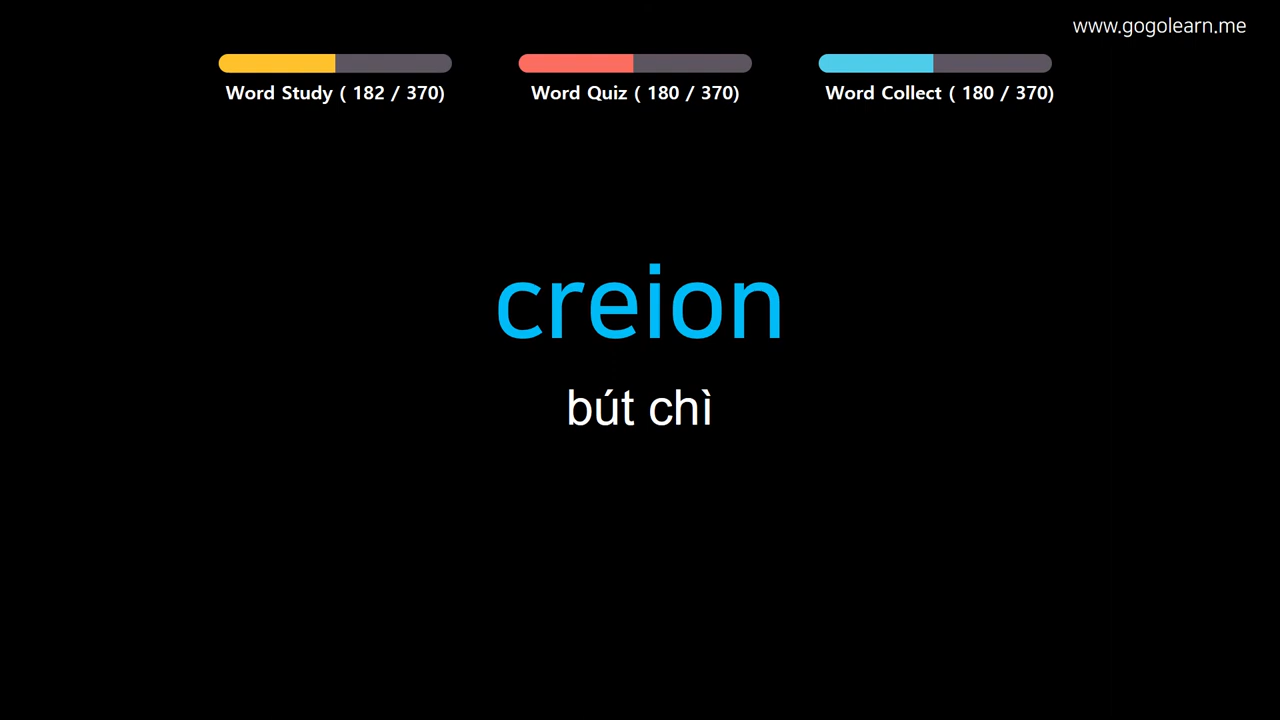 www.gogolearn.me
Word Study ( 182 / 370)
Word Quiz ( 180 / 370)
Word Collect ( 180 / 370)
creion
bút chì